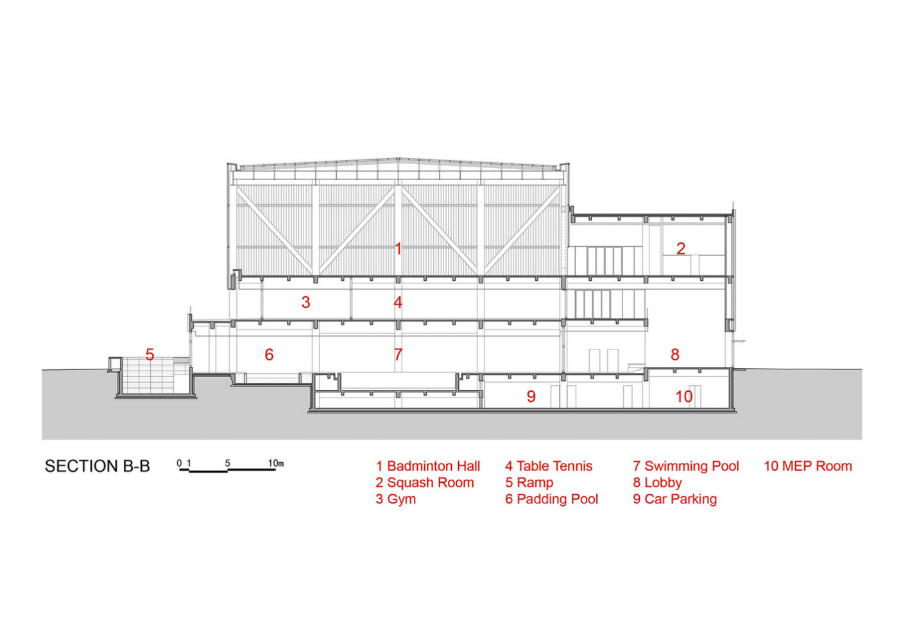 1
2
3 4
5 6 7 8
9 10
SECTION B-B 0 1 5 10m
1 Badminton Hall 4 Table Tennis 7 Swimming Pool 10 MEP Room
2 Squash Room 5 Ramp 8 Lobby
3 Gym 6 Padding Pool 9 Car Parking